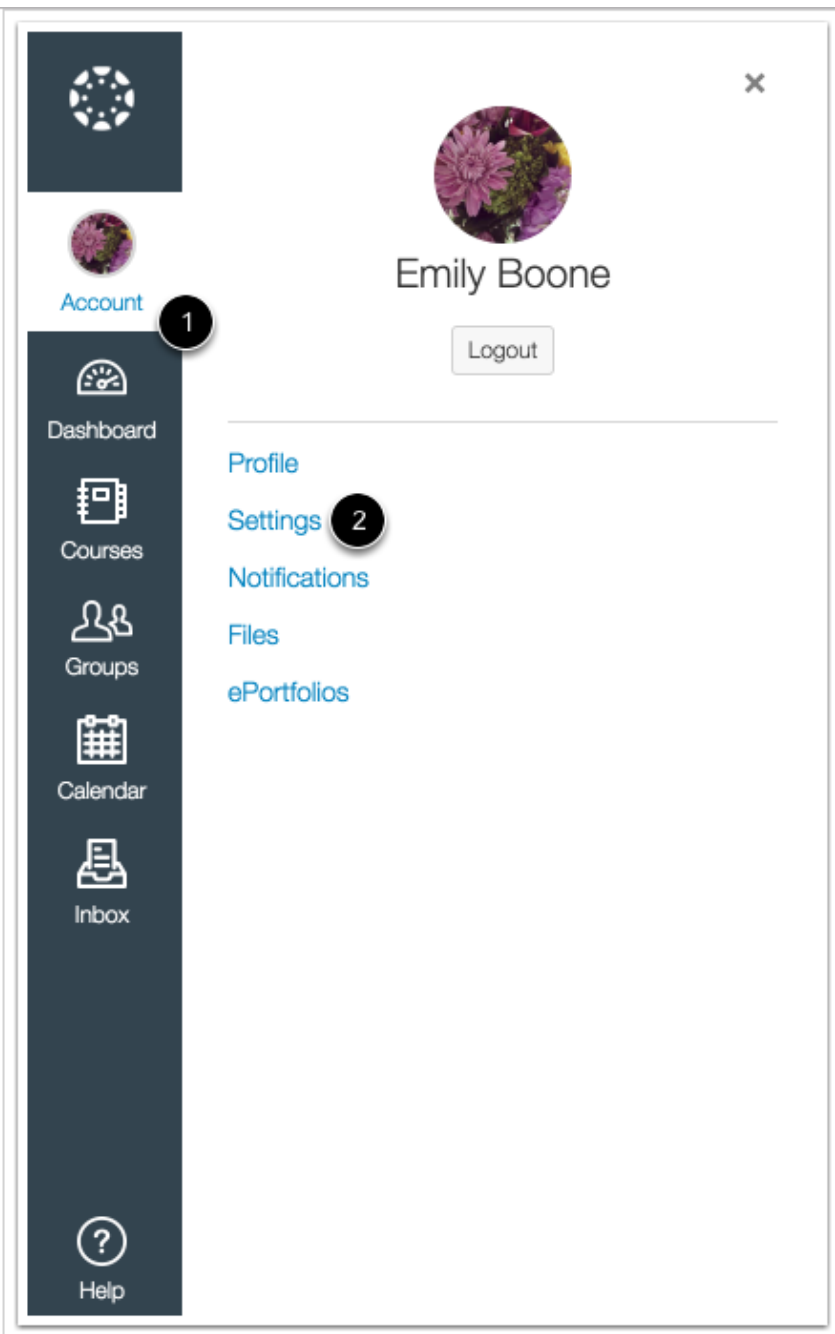 Emily Boone
Account
1
Logout
Dashboard
Profile
Settings 2
Courses
Notifications
Files
Groups
ePortfolios
Calendar
Inbox
?
Help